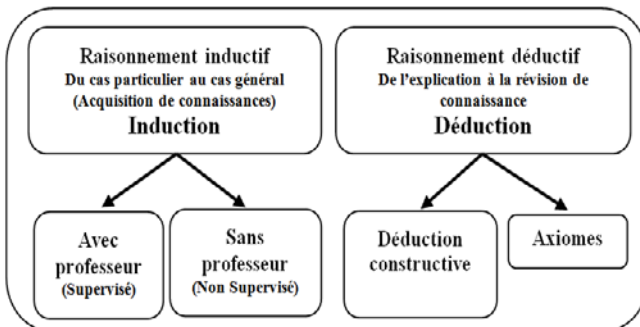 Raisonnement inductif
Du cas particulier au cas général
(Acquisition de connaissances)
Induction
Raisonnement déductif
De l'explication à la révision de
connaissance
Déduction
Avec
professeur
(Supervisé)
Sans
professeur
(Non Supervisé)
Déduction
constructive
Axiomes